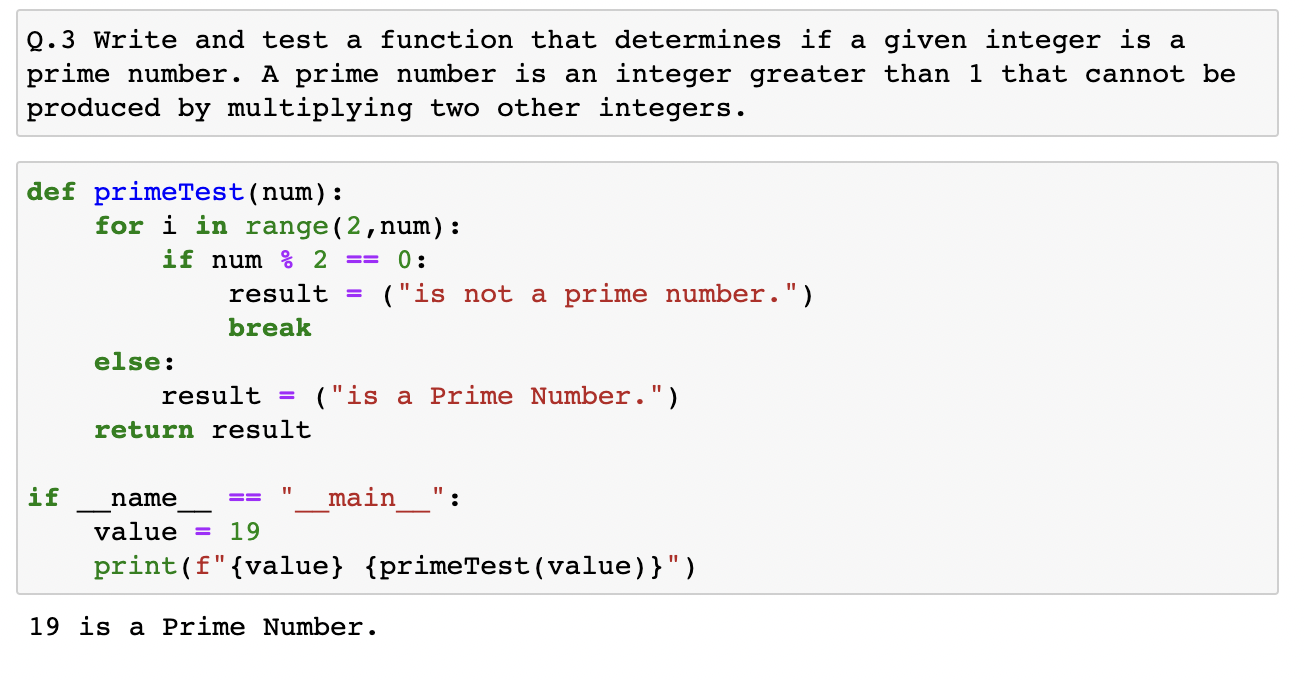 Q.3 Write and test a function that determines if a given integer is a
prime number. A prime number is an integer greater than 1 that cannot be
produced by multiplying two other integers.
def primeTest(num):
    for i in range(2,num):
        if num % 2 == 0:
            result = ("is not a prime number.")
            break
    else:
        result = ("is a Prime Number.")
    return result

if __name__ == "__main__":
    value = 19
    print(f"{value} {primeTest(value)}")
19 is a Prime Number.